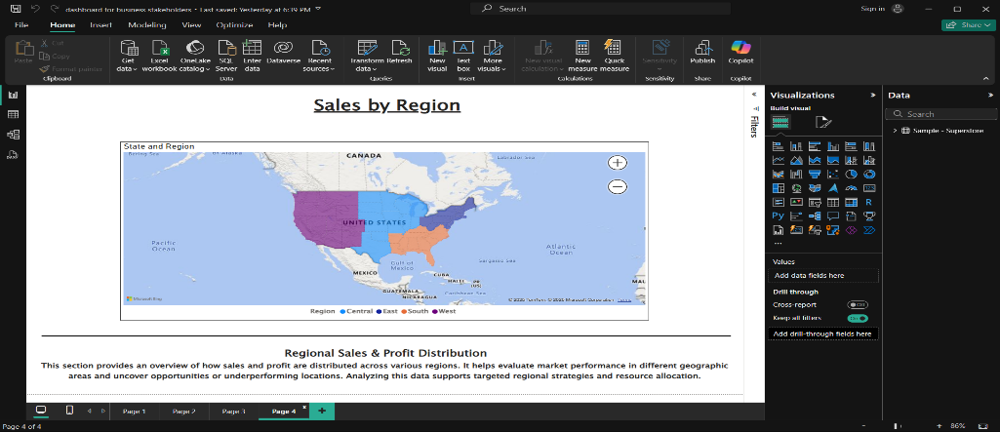 dashboard for business stakeholders • Last saved: Yesterday at 6:39 PM
Search
Sign in
File Home Insert Modeling View Optimize Help
Share
Paste
Cut
Copy
Format painter
Clipboard
Get data
Excel workbook
OneLake catalog
SQL Server
Enter data
Dataverse
Recent sources
Data
Transform data
Refresh
Queries
New visual
Text box
More visuals
Insert
New visual calculation
New measure
Quick measure
Calculations
Sensitivity
Sensitivity
Publish
Share
Copilot
Copilot
Sales by Region
State and Region
Bering Sea
CANADA
Labrador Sea
UNITED STATES
Pacific Ocean
Atlantic Ocean
Sargasso Sea
Gulf of Mexico
MEXICO
CUBA
HAITI
PR (US)
MAL
GUATEMALA
Caribbean Sea
NICARAGUA
Microsoft Bing
© 2025 TomTom, © 2025 Microsoft Corporation Terms
Region Central East South West
Regional Sales & Profit Distribution
This section provides an overview of how sales and profit are distributed across various regions. It helps evaluate market performance in different geographic
areas and uncover opportunities or underperforming locations. Analyzing this data supports targeted regional strategies and resource allocation.
Filters
Visualizations
Build visual
R
Py
Values
Add data fields here
Drill through
Cross-report
Off
Keep all filters
On
Add drill-through fields here
Data
Search
Sample - Superstore
Page 1 Page 2 Page 3 Page 4
Page 4 of 4
86%